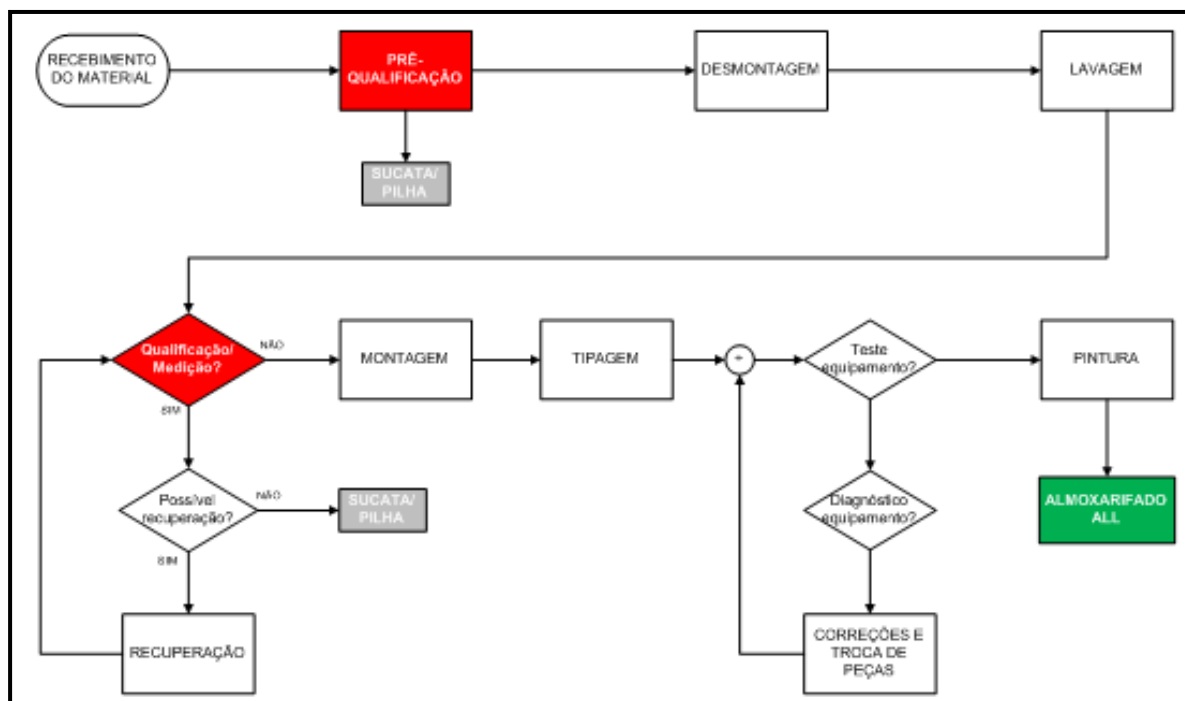 RECEBIMENTO
DO MATERIAL
PRÉ-
QUALIFICAÇÃO
DESMONTAGEM
LAVAGEM
SUCATA/
PILHA
Qualificação/
Medição?
NÃO
MONTAGEM
TIPAGEM
+
Teste
equipamento?
PINTURA
SIM
Possível
recuperação?
NÃO
SUCATA/
PILHA
Diagnóstico
equipamento?
ALMOXARIFADO
ALL
SIM
RECUPERAÇÃO
CORREÇÕES E
TROCA DE
PEÇAS